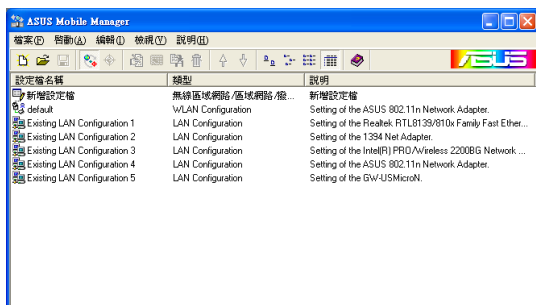 ASUS Mobile Manager
檔案(F) 啟動(A) 編輯(I) 檢視(V) 說明(H)
/SUS
設定檔名稱 類型 說明
新增設定檔 無線區域網路/區域網路/撥... 新增設定檔
default WLAN Configuration Setting of the ASUS 802.11n Network Adapter.
Existing LAN Configuration 1 LAN Configuration Setting of the Realtek RTL8139/810x Family Fast Ether...
Existing LAN Configuration 2 LAN Configuration Setting of the 1394 Net Adapter.
Existing LAN Configuration 3 LAN Configuration Setting of the Intel(R) PRO/Wireless 2200BG Network ...
Existing LAN Configuration 4 LAN Configuration Setting of the ASUS 802.11n Network Adapter.
Existing LAN Configuration 5 LAN Configuration Setting of the GW-USMicroN.